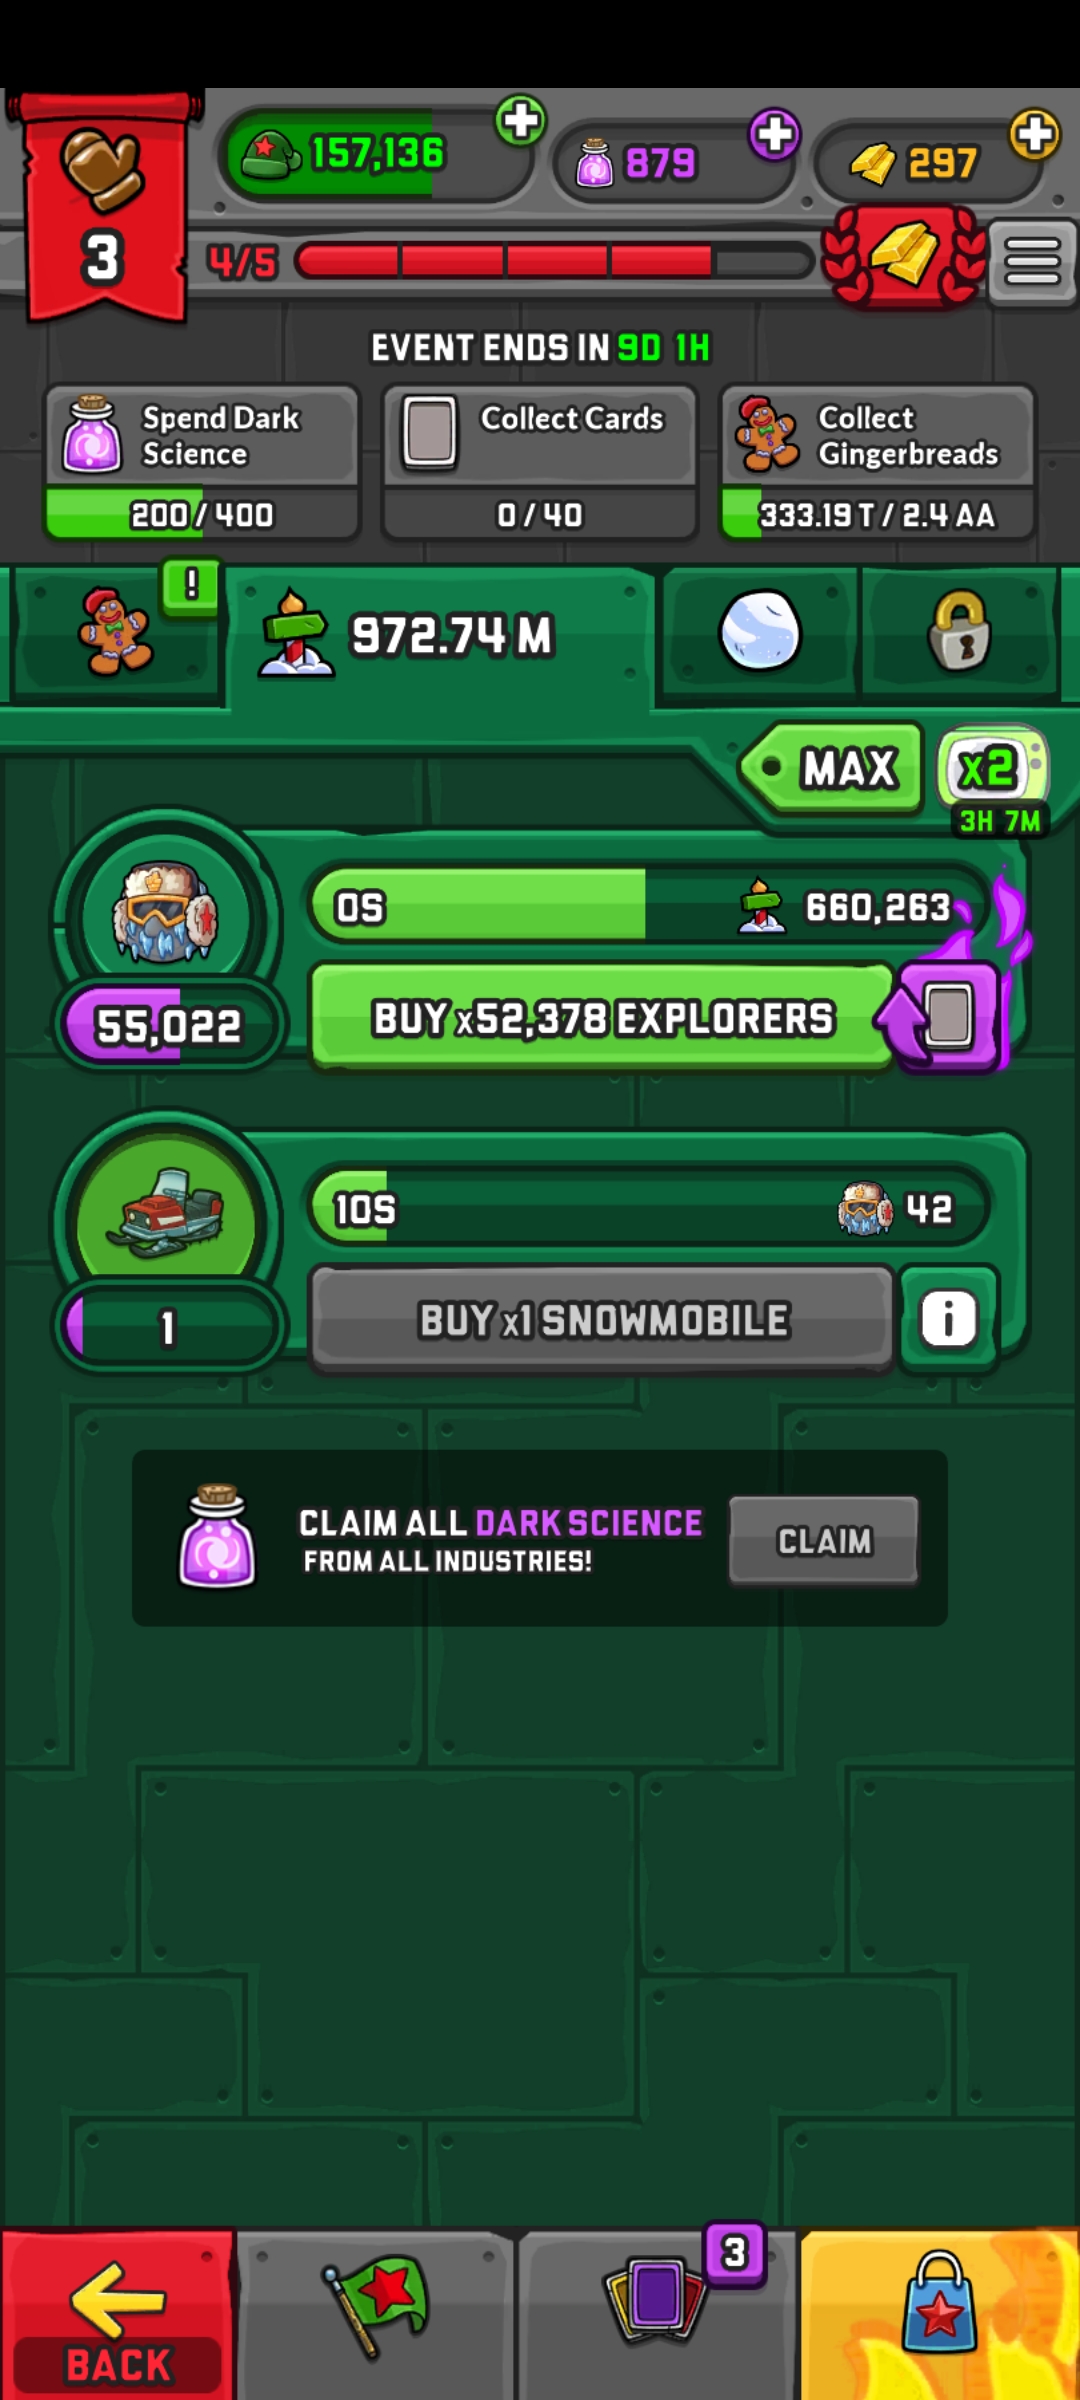 157,136
879
297
3
4/5
EVENT ENDS IN 9D 1H
Spend Dark
Science
200 / 400
Collect Cards
0 / 40
Collect
Gingerbreads
333.19 T / 2.4 AA
!
972.74 M
MAX
x2
3H 7M
0S
660,263
55,022
BUY x52,378 EXPLORERS
10S
42
1
BUY x1 SNOWMOBILE
i
CLAIM ALL DARK SCIENCE
FROM ALL INDUSTRIES!
CLAIM
3
BACK